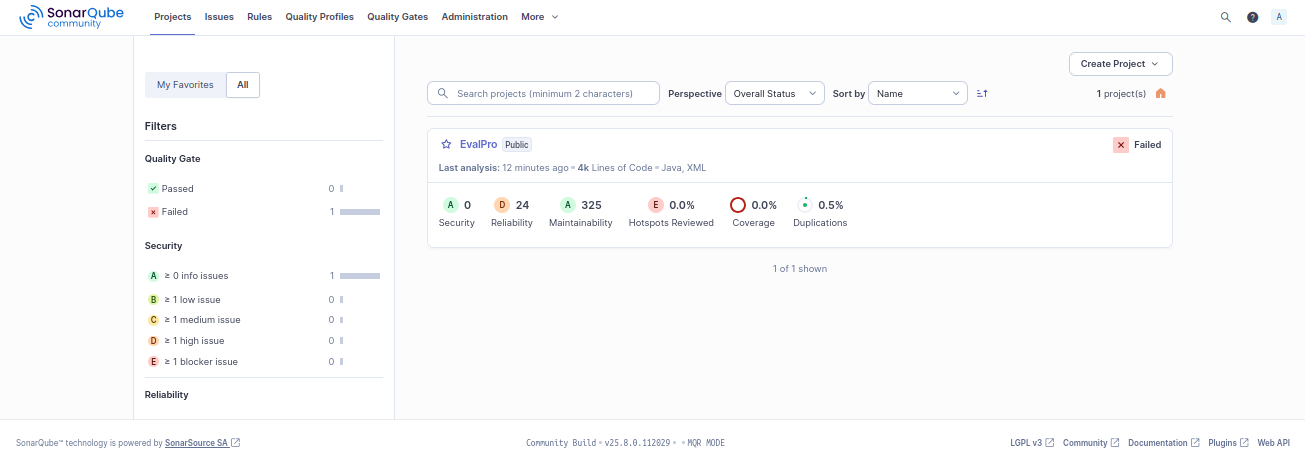 SonarQube community
Projects Issues Rules Quality Profiles Quality Gates Administration More ? A
My Favorites All
Filters
Quality Gate
Passed 0
Failed 1
Security
A ≥ 0 info issues 1
B ≥ 1 low issue 0
C ≥ 1 medium issue 0
D ≥ 1 high issue 0
E ≥ 1 blocker issue 0
Reliability
Create Project
Search projects (minimum 2 characters) Perspective Overall Status Sort by Name 1 project(s)
EvalPro Public Failed
Last analysis: 12 minutes ago • 4k Lines of Code • Java, XML
A 0 D 24 A 325 E 0.0% 0.0% 0.5%
Security Reliability Maintainability Hotspots Reviewed Coverage Duplications
1 of 1 shown
SonarQube™ technology is powered by SonarSource SA Community Build • v25.8.0.112029 • • MQR MODE LGPL v3 Community Documentation Plugins Web API